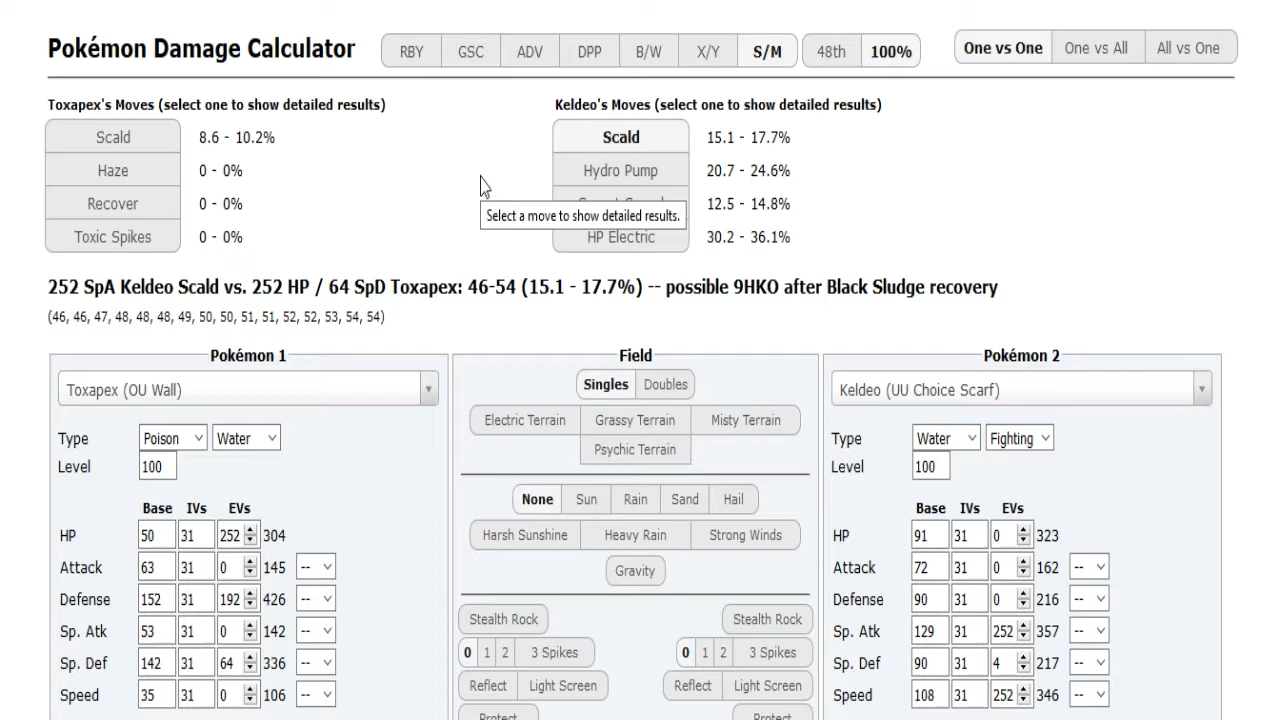 Pokémon Damage Calculator RBY GSC ADV DPP B/W X/Y S/M 48th 100% One vs One One vs All All vs One
Toxapex's Moves (select one to show detailed results) Keldeo's Moves (select one to show detailed results)
Scald 8.6 - 10.2% Scald 15.1 - 17.7%
Haze 0 - 0% Hydro Pump 20.7 - 24.6%
Recover 0 - 0% 12.5 - 14.8%
Select a move to show detailed results.
Toxic Spikes 0 - 0% HP Electric 30.2 - 36.1%
252 SpA Keldeo Scald vs. 252 HP / 64 SpD Toxapex: 46-54 (15.1 - 17.7%) -- possible 9HKO after Black Sludge recovery
(46, 46, 47, 48, 48, 48, 49, 50, 50, 51, 51, 52, 52, 53, 54, 54)
Pokémon 1 Field Pokémon 2
Toxapex (OU Wall) Singles Doubles Keldeo (UU Choice Scarf)
Electric Terrain Grassy Terrain Misty Terrain
Type Poison Water Psychic Terrain Type Water Fighting
Level 100 Level 100
None Sun Rain Sand Hail
Base IVs EVs Base IVs EVs
HP 50 31 252 304 Harsh Sunshine Heavy Rain Strong Winds HP 91 31 0 323
Attack 63 31 0 145 -- Gravity Attack 72 31 0 162 --
Defense 152 31 192 426 -- Defense 90 31 0 216 --
Stealth Rock Stealth Rock
Sp. Atk 53 31 0 142 -- Sp. Atk 129 31 252 357 --
0 1 2 3 Spikes 0 1 2 3 Spikes
Sp. Def 142 31 64 336 -- Sp. Def 90 31 4 217 --
Speed 35 31 0 106 -- Reflect Light Screen Reflect Light Screen Speed 108 31 252 346 --
Protect Protect